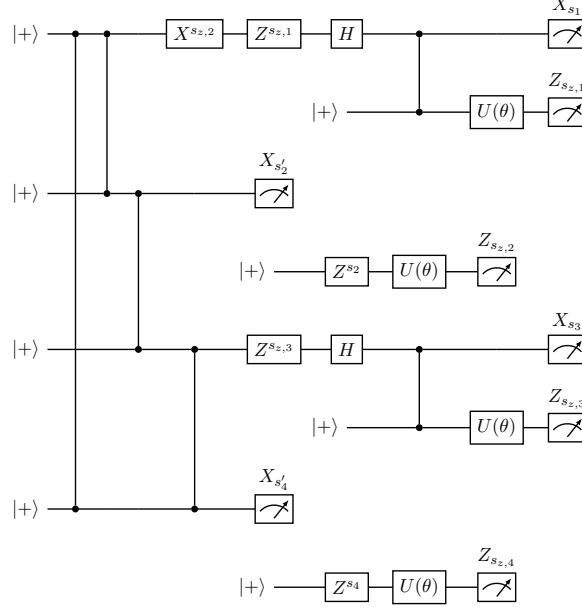 X_{s_1}
|+⟩ X^{s_{z,2}} Z^{s_{z,1}} H
Z_{s_{z,1}}
|+⟩ U(θ)
X_{s'_2}
|+⟩
Z_{s_{z,2}}
|+⟩ Z^{s_2} U(θ)
X_{s_3}
|+⟩ Z^{s_{z,3}} H
Z_{s_{z,3}}
|+⟩ U(θ)
X_{s'_4}
|+⟩
Z_{s_{z,4}}
|+⟩ Z^{s_4} U(θ)